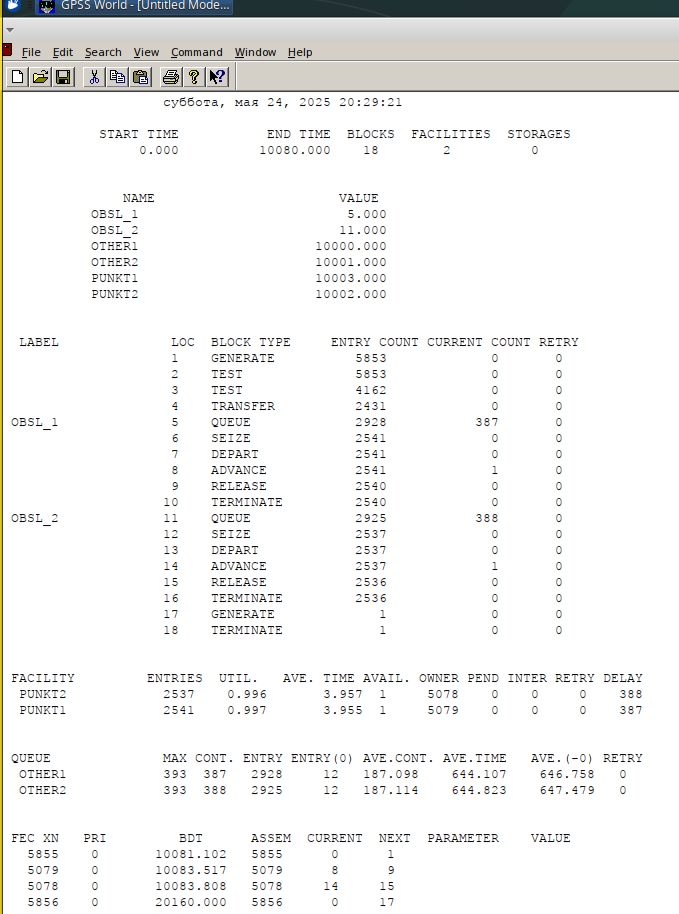 GPSS World - [Untitled Mode...
File Edit Search View Command Window Help
суббота, мая 24, 2025 20:29:21
START TIME END TIME BLOCKS FACILITIES STORAGES
0.000 10080.000 18 2 0
NAME VALUE
OBSL_1 5.000
OBSL_2 11.000
OTHER1 10000.000
OTHER2 10001.000
PUNKT1 10003.000
PUNKT2 10002.000
LABEL LOC BLOCK TYPE ENTRY COUNT CURRENT COUNT RETRY
1 GENERATE 5853 0 0
2 TEST 5853 0 0
3 TEST 4162 0 0
4 TRANSFER 2431 0 0
OBSL_1 5 QUEUE 2928 387 0
6 SEIZE 2541 0 0
7 DEPART 2541 0 0
8 ADVANCE 2541 1 0
9 RELEASE 2540 0 0
10 TERMINATE 2540 0 0
OBSL_2 11 QUEUE 2925 388 0
12 SEIZE 2537 0 0
13 DEPART 2537 0 0
14 ADVANCE 2537 1 0
15 RELEASE 2536 0 0
16 TERMINATE 2536 0 0
17 GENERATE 1 0 0
18 TERMINATE 1 0 0
FACILITY ENTRIES UTIL. AVE. TIME AVAIL. OWNER PEND INTER RETRY DELAY
PUNKT2 2537 0.996 3.957 1 5078 0 0 0 388
PUNKT1 2541 0.997 3.955 1 5079 0 0 0 387
QUEUE MAX CONT. ENTRY ENTRY(0) AVE.CONT. AVE.TIME AVE.(-0) RETRY
OTHER1 393 387 2928 12 187.098 644.107 646.758 0
OTHER2 393 388 2925 12 187.114 644.823 647.479 0
FEC XN PRI BDT ASSEM CURRENT NEXT PARAMETER VALUE
5855 0 10081.102 5855 0 1
5079 0 10083.517 5079 8 9
5078 0 10083.808 5078 14 15
5856 0 20160.000 5856 0 17